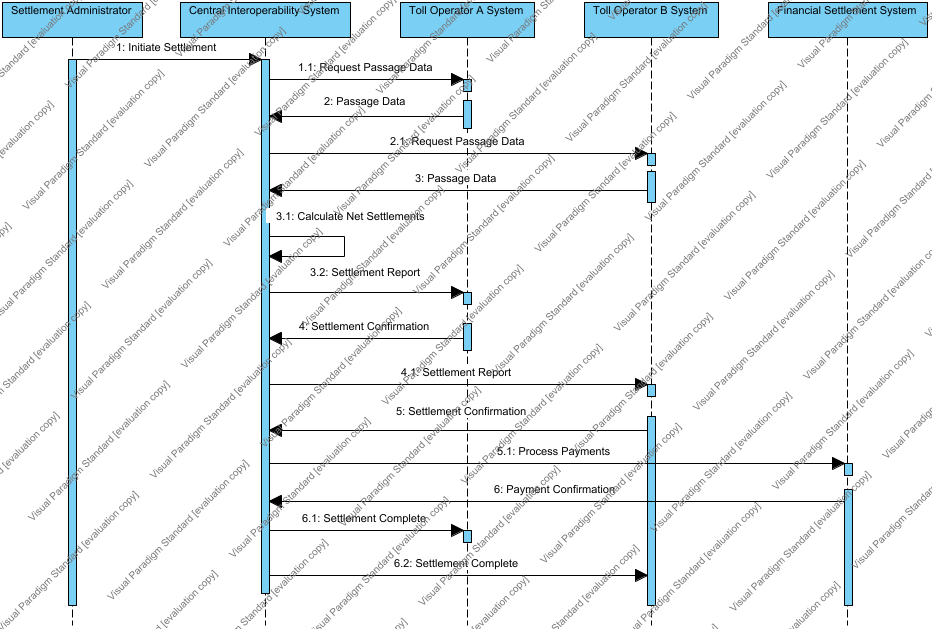 Settlement Administrator
Central Interoperability System
Toll Operator A System
Toll Operator B System
Financial Settlement System
1: Initiate Settlement
1.1: Request Passage Data
2: Passage Data
2.1: Request Passage Data
3: Passage Data
3.1: Calculate Net Settlements
3.2: Settlement Report
4: Settlement Confirmation
4.1: Settlement Report
5: Settlement Confirmation
5.1: Process Payments
6: Payment Confirmation
6.1: Settlement Complete
6.2: Settlement Complete
Visual Paradigm Standard [evaluation copy]